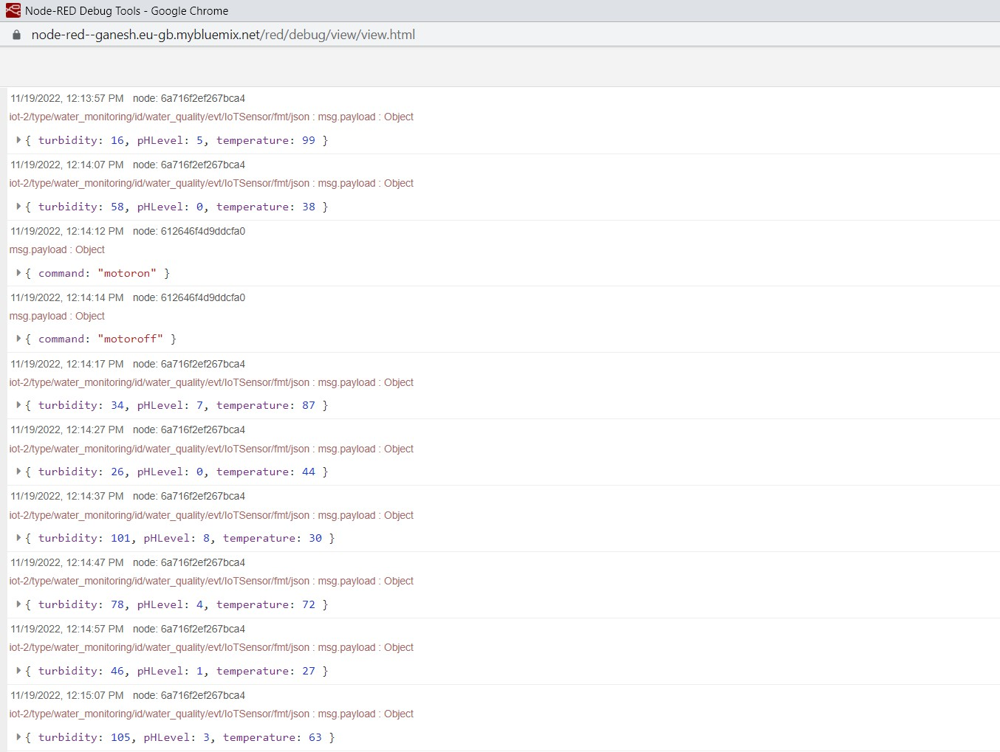 Node-RED Debug Tools - Google Chrome
node-red--ganesh.eu-gb.mybluemix.net/red/debug/view/view.html
11/19/2022, 12:13:57 PM node: 6a716f2ef267bca4
iot-2/type/water_monitoring/id/water_quality/evt/IoTSensor/fmt/json : msg.payload : Object
{ turbidity: 16, pHLevel: 5, temperature: 99 }
11/19/2022, 12:14:07 PM node: 6a716f2ef267bca4
iot-2/type/water_monitoring/id/water_quality/evt/IoTSensor/fmt/json : msg.payload : Object
{ turbidity: 58, pHLevel: 0, temperature: 38 }
11/19/2022, 12:14:12 PM node: 612646f4d9ddcfa0
msg.payload : Object
{ command: "motoron" }
11/19/2022, 12:14:14 PM node: 612646f4d9ddcfa0
msg.payload : Object
{ command: "motoroff" }
11/19/2022, 12:14:17 PM node: 6a716f2ef267bca4
iot-2/type/water_monitoring/id/water_quality/evt/IoTSensor/fmt/json : msg.payload : Object
{ turbidity: 34, pHLevel: 7, temperature: 87 }
11/19/2022, 12:14:27 PM node: 6a716f2ef267bca4
iot-2/type/water_monitoring/id/water_quality/evt/IoTSensor/fmt/json : msg.payload : Object
{ turbidity: 26, pHLevel: 0, temperature: 44 }
11/19/2022, 12:14:37 PM node: 6a716f2ef267bca4
iot-2/type/water_monitoring/id/water_quality/evt/IoTSensor/fmt/json : msg.payload : Object
{ turbidity: 101, pHLevel: 8, temperature: 30 }
11/19/2022, 12:14:47 PM node: 6a716f2ef267bca4
iot-2/type/water_monitoring/id/water_quality/evt/IoTSensor/fmt/json : msg.payload : Object
{ turbidity: 78, pHLevel: 4, temperature: 72 }
11/19/2022, 12:14:57 PM node: 6a716f2ef267bca4
iot-2/type/water_monitoring/id/water_quality/evt/IoTSensor/fmt/json : msg.payload : Object
{ turbidity: 46, pHLevel: 1, temperature: 27 }
11/19/2022, 12:15:07 PM node: 6a716f2ef267bca4
iot-2/type/water_monitoring/id/water_quality/evt/IoTSensor/fmt/json : msg.payload : Object
{ turbidity: 105, pHLevel: 3, temperature: 63 }